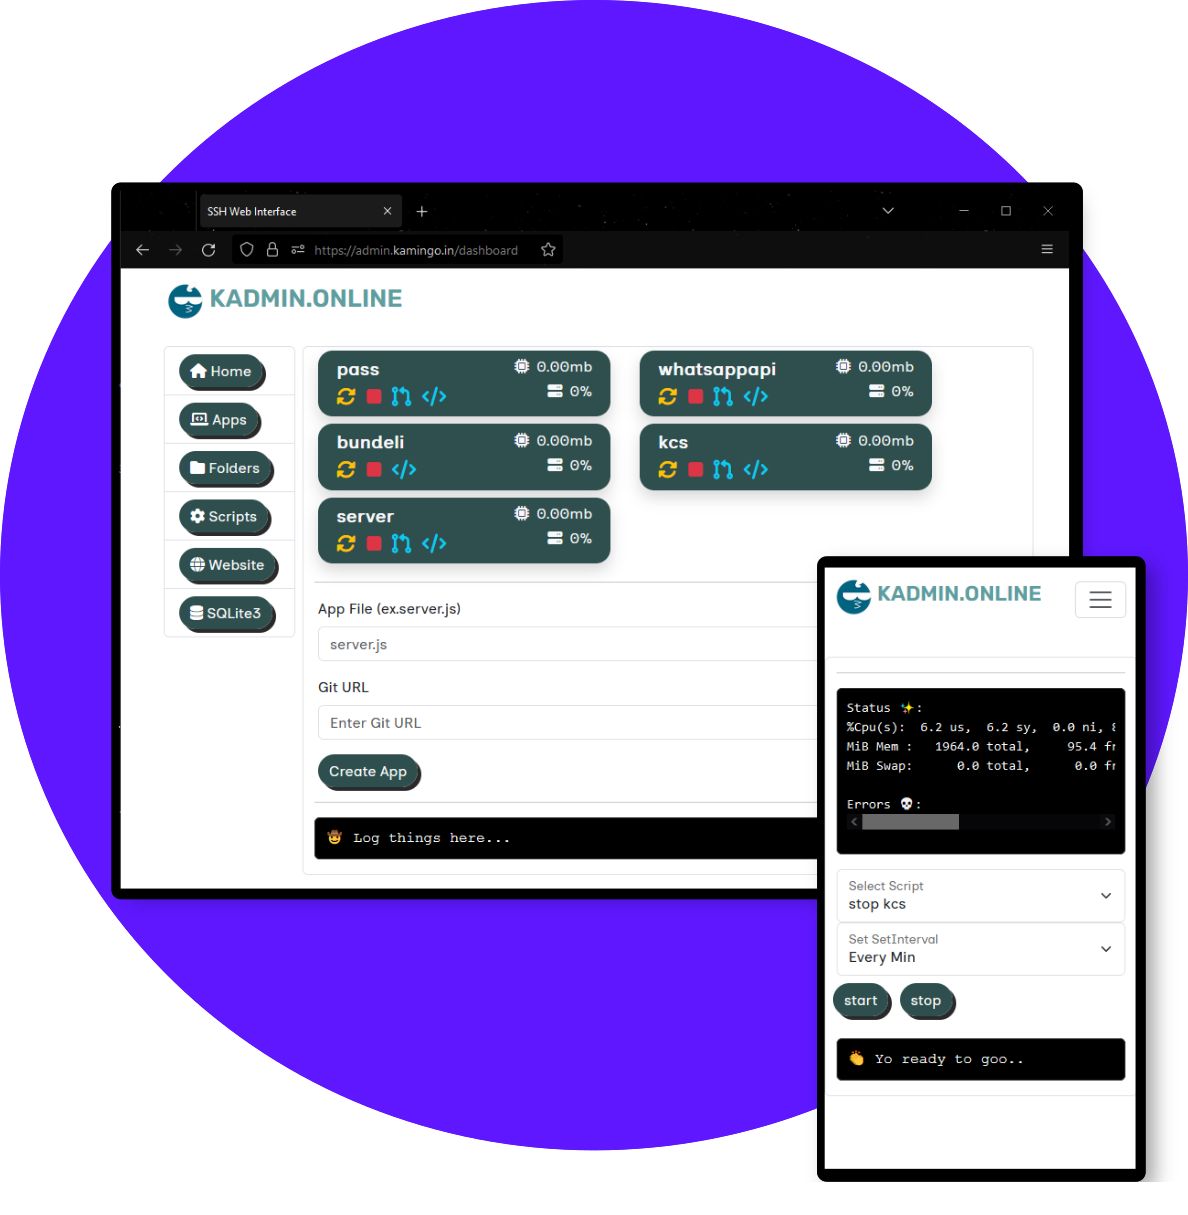 SSH Web Interface
https://admin.kamingo.in/dashboard
KADMIN.ONLINE
Home
Apps
Folders
Scripts
Website
SQLite3
pass 0.00mb
0%
whatsappapi 0.00mb
0%
bundeli 0.00mb
0%
kcs 0.00mb
0%
server 0.00mb
0%
App File (ex.server.js)
server.js
Git URL
Enter Git URL
Create App
🤠 Log things here...
KADMIN.ONLINE
Status ✨:
%Cpu(s): 6.2 us, 6.2 sy, 0.0 ni,
MiB Mem : 1964.0 total, 95.4 fr
MiB Swap: 0.0 total, 0.0 fr
Errors 💀:
Select Script
stop kcs
Set SetInterval
Every Min
start stop
👏 Yo ready to goo..